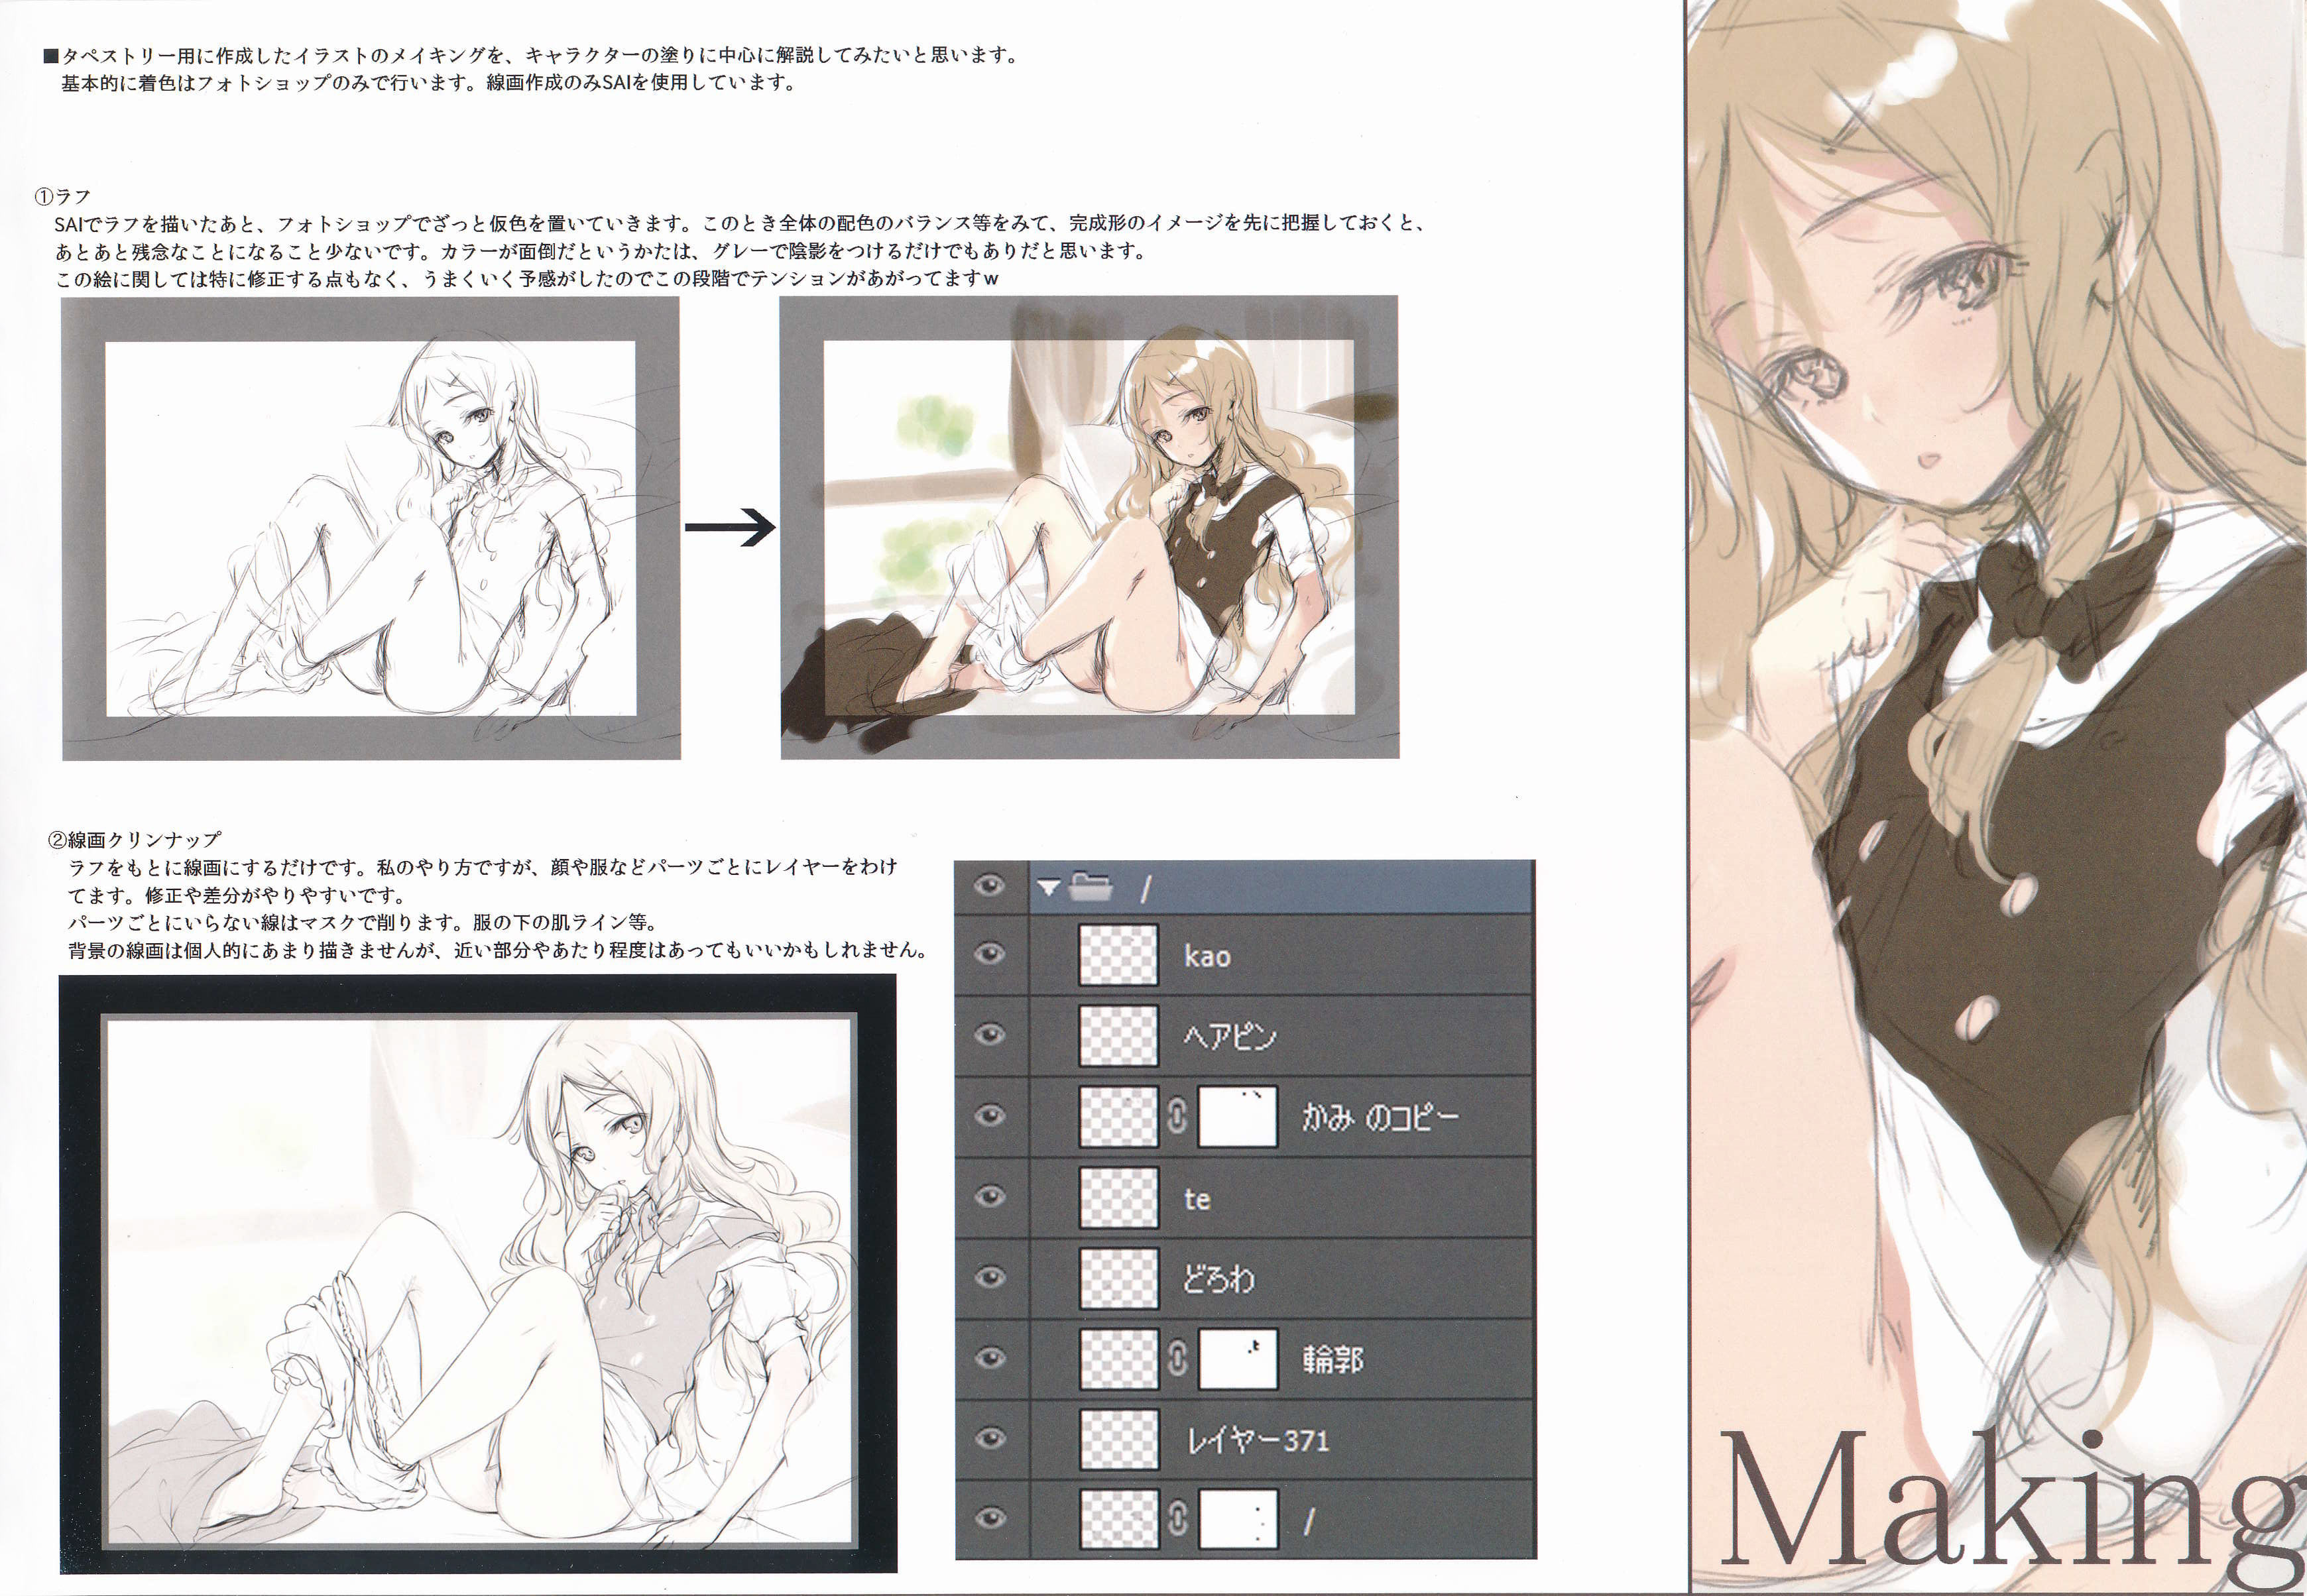 ■タペストリー用に作成したイラストのメイキングを、キャラクターの塗りに中心に解説してみたいと思います。
基本的に着色はフォトショップのみで行います。線画作成のみSAIを使用しています。
①ラフ
SAIでラフを描いたあと、フォトショップでざっと仮色を置いていきます。このとき全体の配色のバランス等をみて、完成形のイメージを先に把握しておくと、
あとあと残念なことになること少ないです。カラーが面倒だというかたは、グレーで陰影をつけるだけでもありだと思います。
この絵に関しては特に修正する点もなく、うまくいく予感がしたのでこの段階でテンションがあがってますw
②線画クリンナップ
ラフをもとに線画にするだけです。私のやり方ですが、顔や服などパーツごとにレイヤーをわけ
てます。修正や差分がやりやすいです。
パーツごとにいらない線はマスクで削ります。服の下の肌ライン等。
背景の線画は個人的にあまり描きませんが、近い部分やあたり程度はあってもいいかもしれません。
/
kao
ヘアピン
かみ のコピー
te
どろわ
輪郭
レイヤー371
/
Making